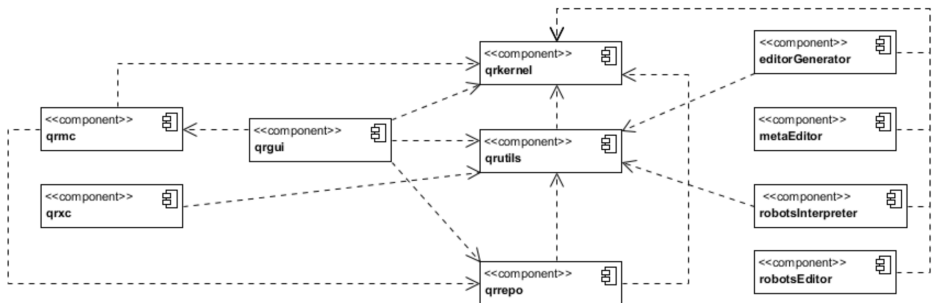 <<component>>
qrkernel
<<component>>
editorGenerator
<<component>>
qrmc
<<component>>
qrgui
<<component>>
qrutils
<<component>>
metaEditor
<<component>>
qrxc
<<component>>
robotsInterpreter
<<component>>
qrrepo
<<component>>
robotsEditor